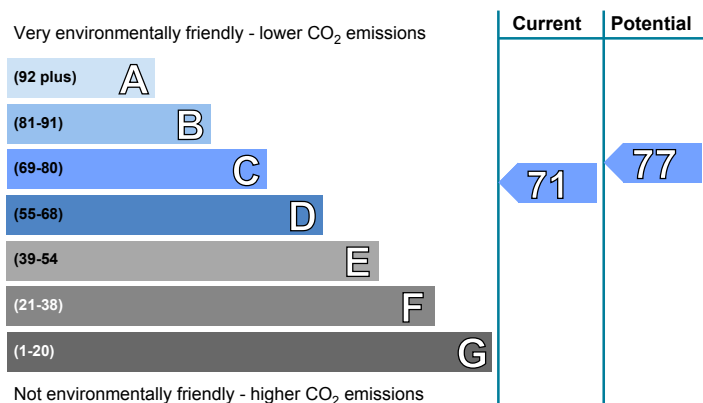 Very environmentally friendly - lower CO₂ emissions
Current
Potential
(92 plus) A
(81-91) B
(69-80) C
(55-68) D
(39-54 E
(21-38) F
(1-20) G
71
77
Not environmentally friendly - higher CO₂ emissions